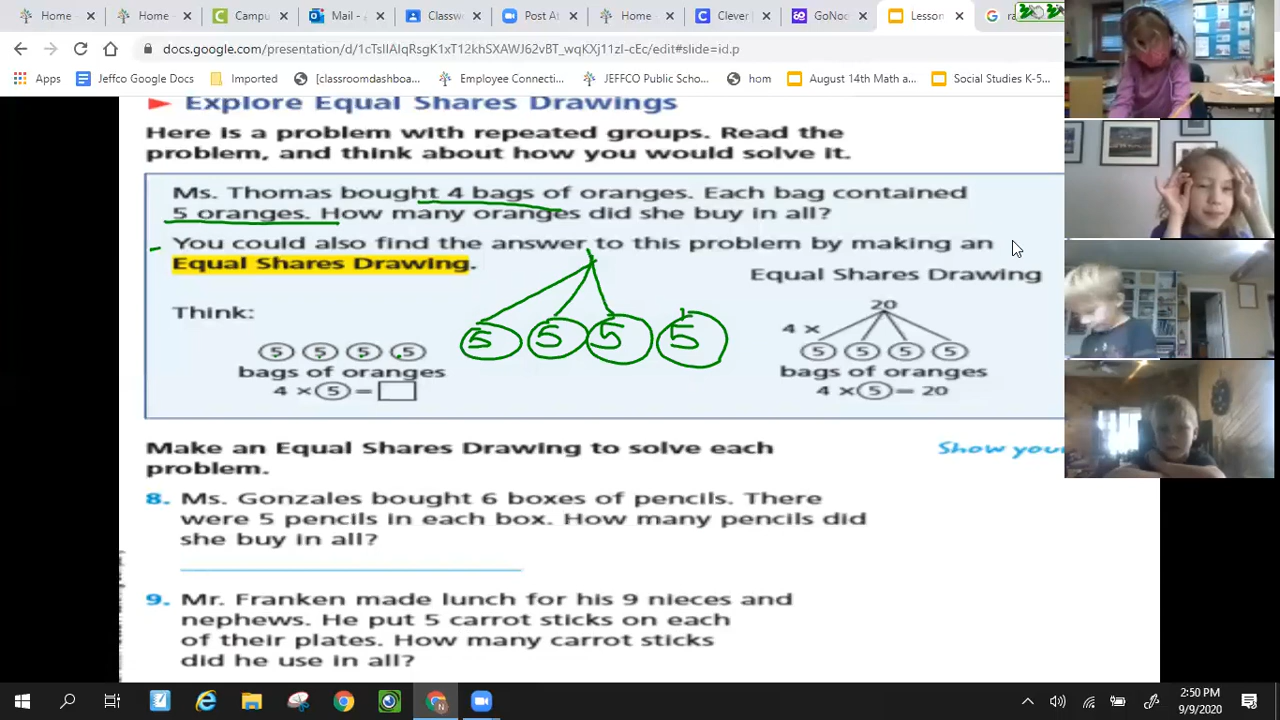 Home -
Home -
Campu
Mail -
Classw
Post At
Home -
Clever
GoNoo
Lesson
docs.google.com/presentation/d/1cTsIIAIqRsgK1xT12khSXAWJ62vBT_wqKXj11zI-cEc/edit#slide=id.p
Apps
Jeffco Google Docs
Imported
[classroomdashboa...
Employee Connecti...
JEFFCO Public Scho...
hom
August 14th Math a...
Social Studies K-5...
Explore Equal Shares Drawings
Here is a problem with repeated groups. Read the
problem, and think about how you would solve it.
Ms. Thomas bought 4 bags of oranges. Each bag contained
5 oranges. How many oranges did she buy in all?
You could also find the answer to this problem by making an
Equal Shares Drawing.
Equal Shares Drawing
Think:
20
4 ×
5 5 5 5
5 5 5 5
5 5 5 5
bags of oranges
bags of oranges
4 × 5 =
4 × 5 = 20
Make an Equal Shares Drawing to solve each
problem.
Show your
8. Ms. Gonzales bought 6 boxes of pencils. There
were 5 pencils in each box. How many pencils did
she buy in all?
9. Mr. Franken made lunch for his 9 nieces and
nephews. He put 5 carrot sticks on each
of their plates. How many carrot sticks
did he use in all?
2:50 PM
9/9/2020